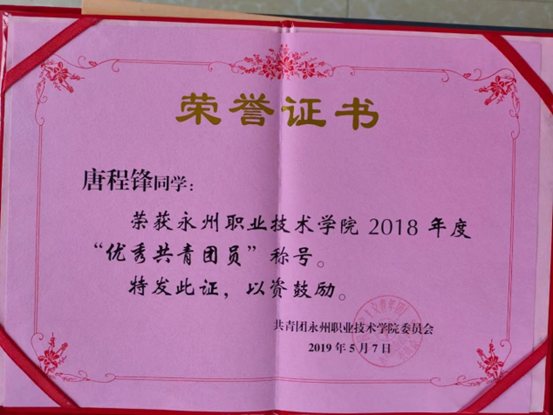 荣誉证书
唐程锋同学：
荣获永州职业技术学院 2018 年度
“优秀共青团员”称号。
特发此证，以资鼓励。
共青团永州职业技术学院委员会
2019 年 5 月 7 日